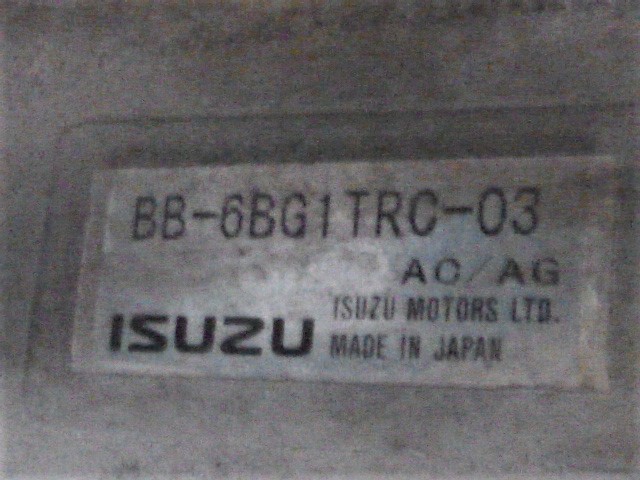 BB-6BG1TRC-03
AC/AG
ISUZU MOTORS LTD.
ISUZU MADE IN JAPAN